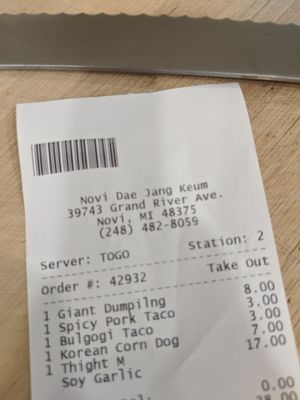 Novi Dae Jang Keum
39743 Grand River Ave.
Novi, MI 48375
(248) 482-8059
Server: TOGO Station: 2
Order #: 42932 Take Out
1 Giant Dumpilng 8.00
1 Spicy Pork Taco 3.00
1 Bulgogi Taco 3.00
1 Korean Corn Dog 7.00
1 Thight M 17.00
Soy Garlic
0.00
38.00